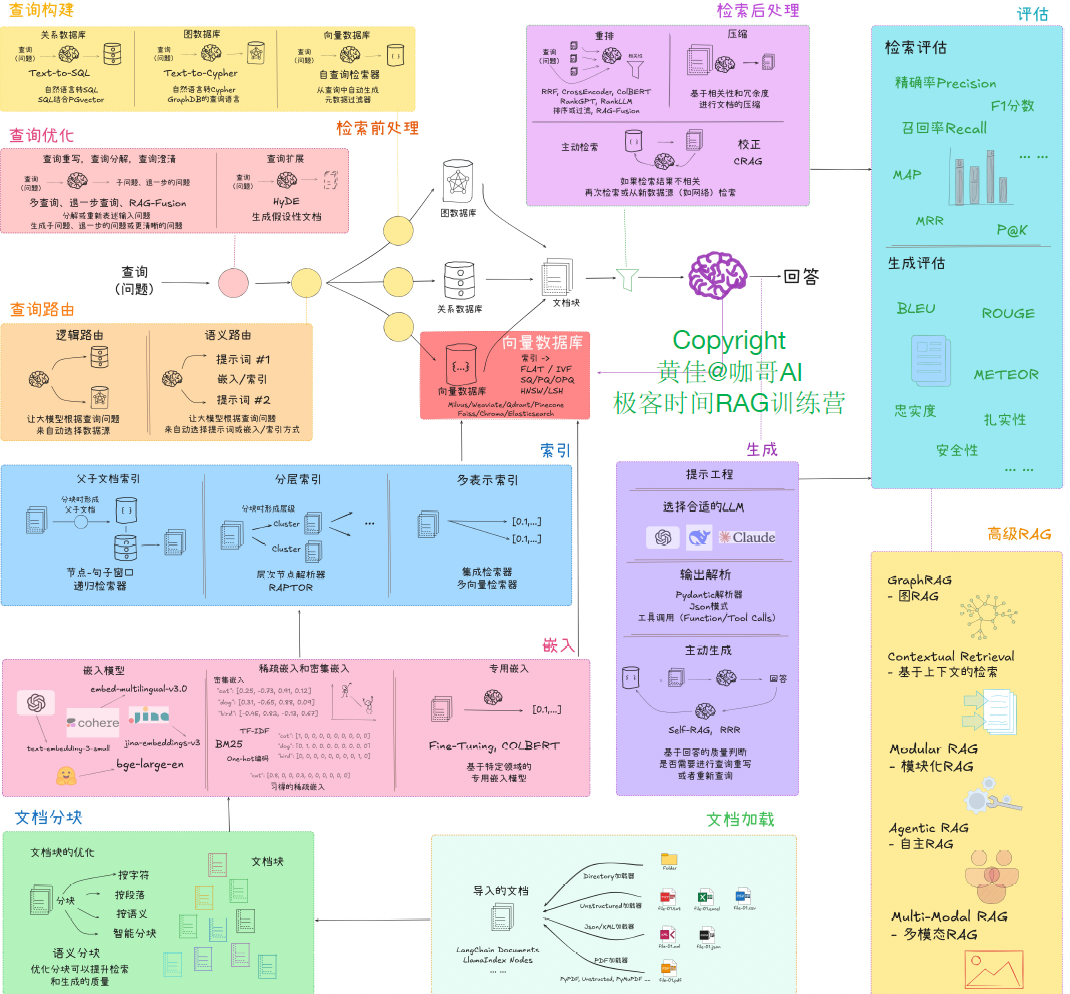 查询构建
关系数据库
查询
(问题)
Text-to-SQL
自然语言转SQL
SQL结合PGvector
图数据库
查询
(问题)
Text-to-Cypher
自然语言转Cypher
GraphDB的查询语言
向量数据库
查询
(问题)
自查询检索器
从查询中自动生成
元数据过滤器
查询优化
检索前处理
查询重写，查询分解，查询澄清
查询
(问题)
子问题、退一步的问题
多查询、退一步查询、RAG-Fusion
分解或重新表述输入问题
生成子问题、退一步的问题或更清晰的问题
查询扩展
查询
(问题)
HyDE
生成假设性文档
查询
(问题)
图数据库
关系数据库
文档块
回答
查询路由
逻辑路由
让大模型根据查询问题
来自动选择数据源
语义路由
提示词 #1
嵌入/索引
提示词 #2
让大模型根据查询问题
来自动选择提示词或嵌入/索引方式
向量数据库
{...}
向量数据库
索引 ->
FLAT / IVF
SQ/PQ/OPQ
HNSW/LSH
Milvus/Weaviate/Qdrant/Pinecone
Faiss/Chroma/Elasticsearch
Copyright
黄佳@咖哥AI
极客时间RAG训练营
检索后处理
重排
查询
(问题)
相关性
RRF, CrossEncoder, ColBERT
RankGPT, RankLLM
排序或过滤, RAG-Fusion
压缩
基于相关性和冗余度
进行文档的压缩
主动检索
校正
CRAG
如果检索结果不相关
再次检索或从新数据源（如网络）检索
评估
检索评估
精确率Precision
F1分数
召回率Recall
... ...
MAP
MRR
P@K
生成评估
BLEU
ROUGE
METEOR
忠实度
扎实性
安全性
... ...
索引
父子文档索引
分块时形成
父子文档
节点-句子窗口
递归检索器
分层索引
分块时形成层级
Cluster
Cluster
...
层次节点解析器
RAPTOR
多表示索引
[0.1,...]
[0.1,...]
集成检索器
多向量检索器
嵌入
嵌入模型
embed-multilingual-v3.0
cohere
jina
text-embedding-3-small
jina-embeddings-v3
bge-large-en
稀疏嵌入和密集嵌入
密集嵌入
"cat": [0.25, -0.73, 0.91, 0.12]
"dog": [0.31, -0.65, 0.88, 0.09]
"bird": [-0.45, 0.82, -0.13, 0.67]
TF-IDF
BM25
One-hot编码
"cat": [1, 0, 0, 0, 0, 0, 0, 0, 0]
"dog": [0, 1, 0, 0, 0, 0, 0, 0, 0]
"bird": [0, 0, 0, 0, 0, 0, 0, 1, 0]
"cat": [0.8, 0, 0, 0.3, 0, 0, 0, 0, 0]
习得的稀疏嵌入
专用嵌入
[0.1,...]
Fine-Tuning, COLBERT
基于特定领域的
专用嵌入模型
生成
提示工程
选择合适的LLM
Claude
输出解析
Pydantic解析器
Json模式
工具调用（Function/Tool Calls）
主动生成
回答
Self-RAG, RRR
基于回答的质量判断
是否需要进行查询重写
或者重新查询
高级RAG
GraphRAG
- 图RAG
Contextual Retrieval
- 基于上下文的检索
Modular RAG
- 模块化RAG
Agentic RAG
- 自主RAG
Multi-Modal RAG
- 多模态RAG
文档分块
文档块的优化
分块
按字符
按段落
按语义
智能分块
文档块
语义分块
优化分块可以提升检索
和生成的质量
文档加载
导入的文档
LangChain Documents
LlamaIndex Nodes
... ...
Directory加载器
Unstructured加载器
Json/XML加载器
PDF加载器
PyPDF, Unstructed, PyMuPDF ...
Folder